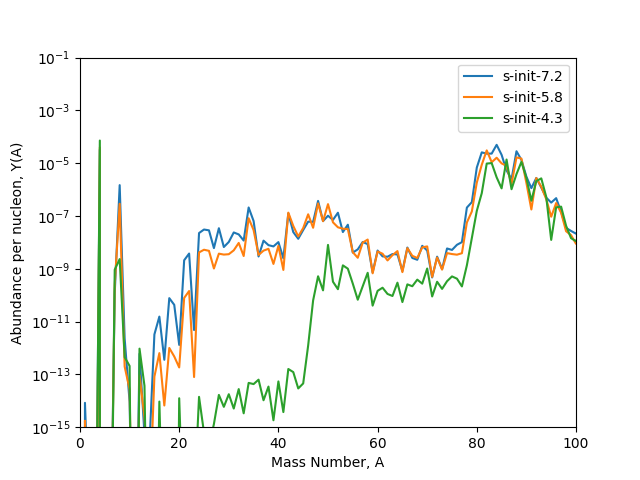 10⁻¹
10⁻³
10⁻⁵
10⁻⁷
10⁻⁹
10⁻¹¹
10⁻¹³
10⁻¹⁵
Abundance per nucleon, Y(A)
s-init-7.2
s-init-5.8
s-init-4.3
0 20 40 60 80 100
Mass Number, A